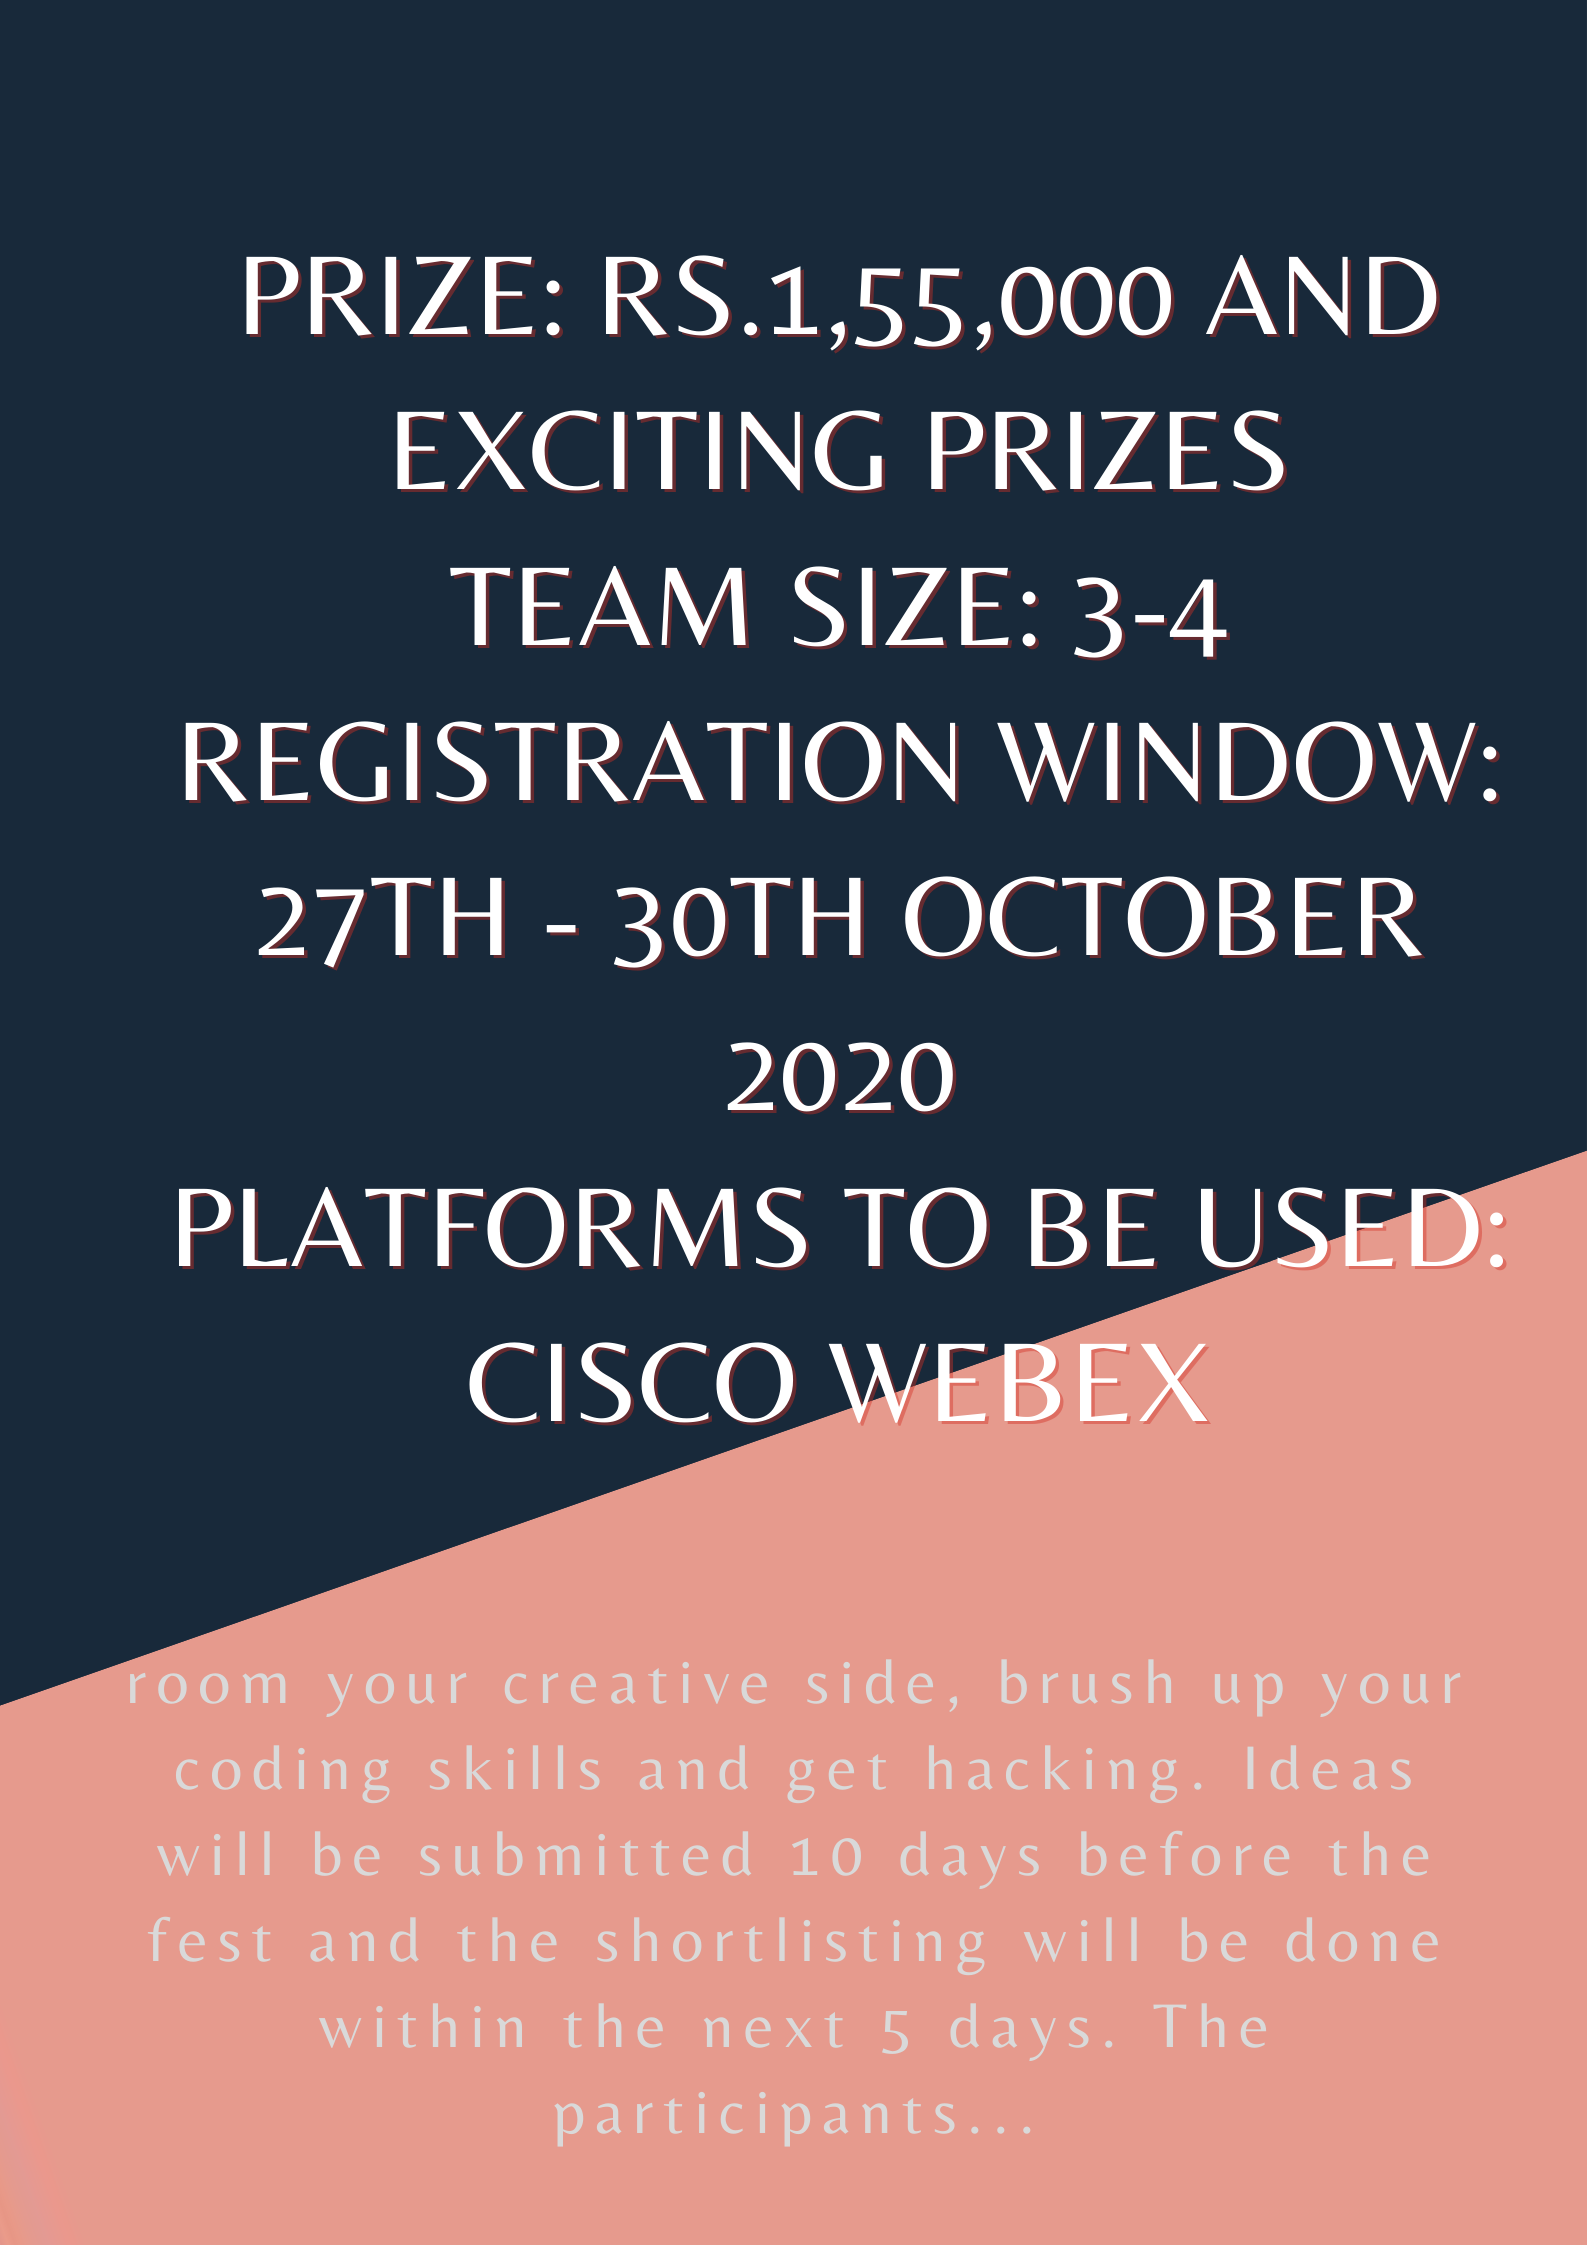 PRIZE: RS.1,55,000 AND
EXCITING PRIZES
TEAM SIZE: 3-4
REGISTRATION WINDOW:
27TH - 30TH OCTOBER
2020
PLATFORMS TO BE USED:
CISCO WEBEX
room your creative side, brush up your
coding skills and get hacking. Ideas
will be submitted 10 days before the
fest and the shortlisting will be done
within the next 5 days. The
participants...